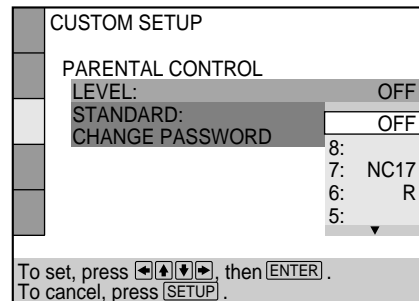 CUSTOM SETUP
PARENTAL CONTROL
LEVEL: OFF
STANDARD: OFF
CHANGE PASSWORD
8:
7: NC17
6: R
5:
To set, press , then ENTER .
To cancel, press SETUP .